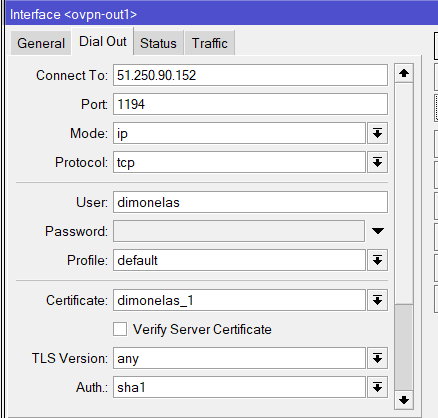 Interface <ovpn-out1>
General Dial Out Status Traffic
Connect To: 51.250.90.152
Port: 1194
Mode: ip
Protocol: tcp
User: dimonelas
Password:
Profile: default
Certificate: dimonelas_1
Verify Server Certificate
TLS Version: any
Auth.: sha1